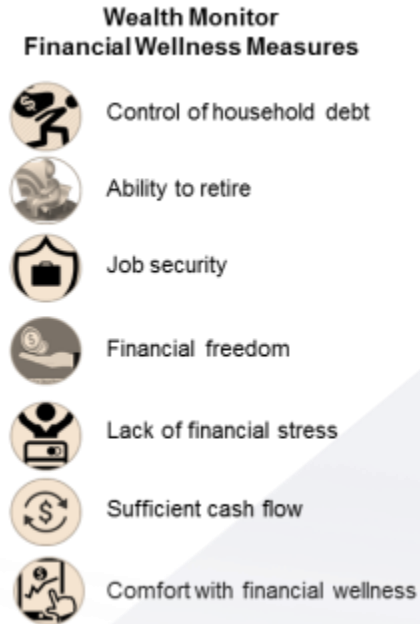 Wealth Monitor
Financial Wellness Measures
Control of household debt
Ability to retire
Job security
Financial freedom
Lack of financial stress
Sufficient cash flow
Comfort with financial wellness